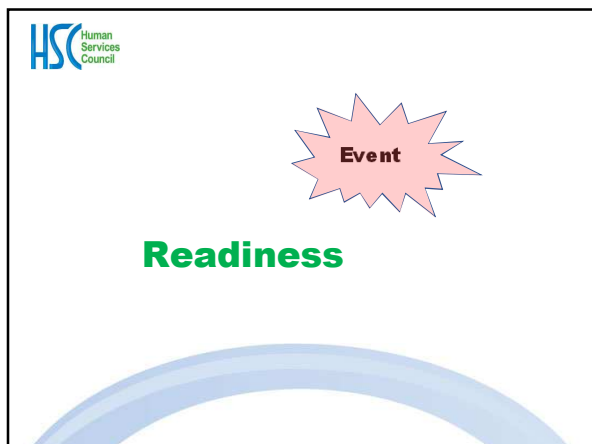 HSC
Human
Services
Council
Event
Readiness